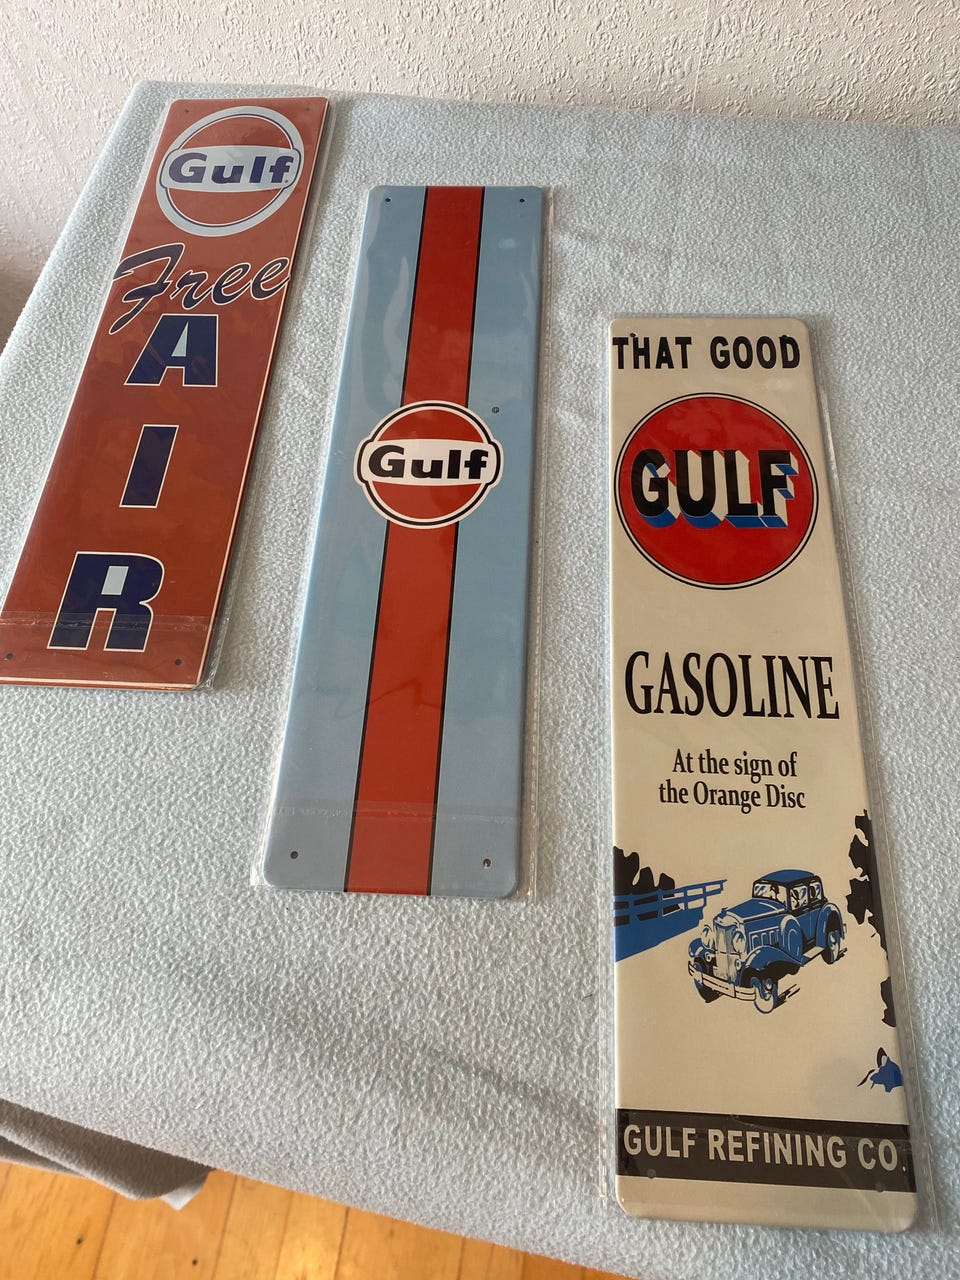 Gulf
Free
A
I
R
Gulf
THAT GOOD
GULF
GASOLINE
At the sign of
the Orange Disc
GULF REFINING CO.